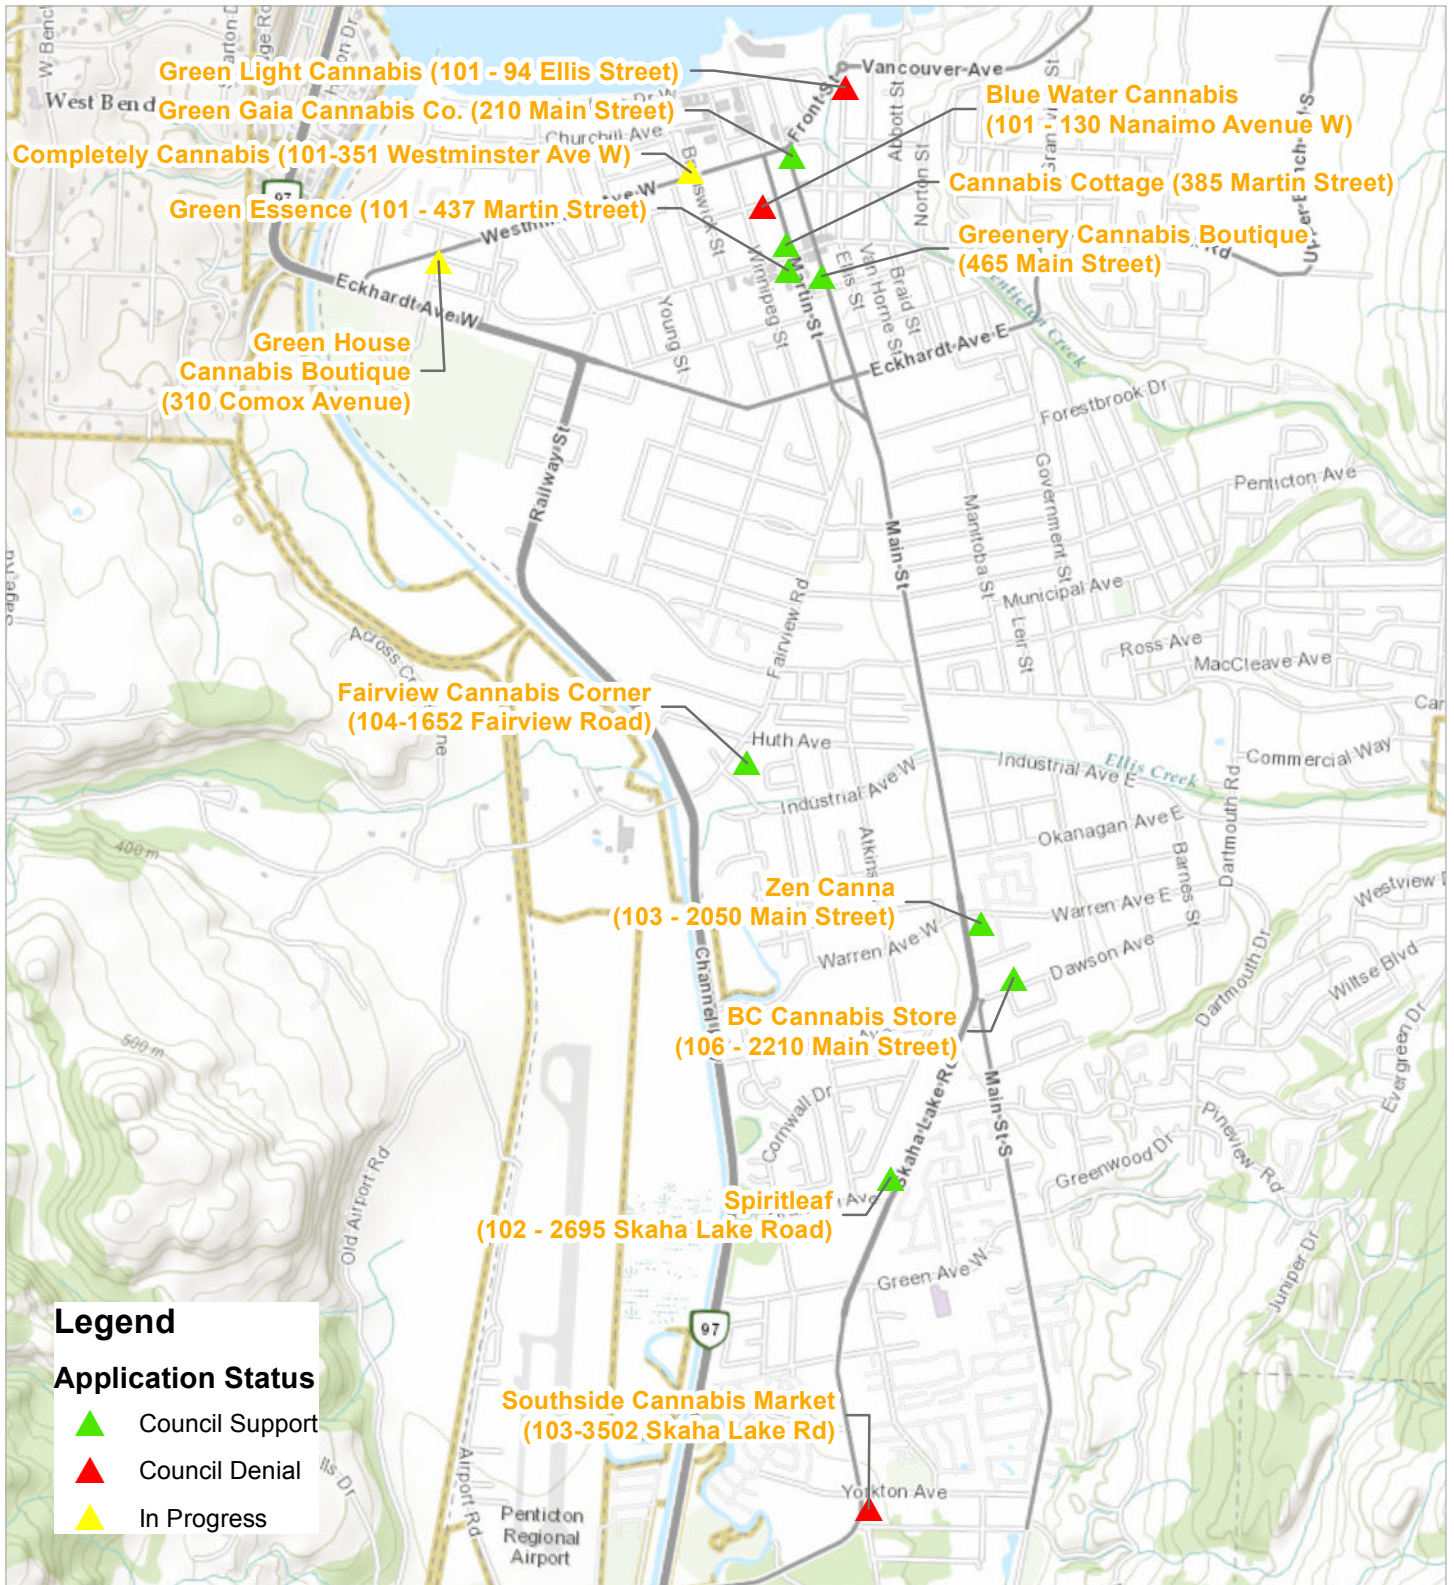 Green Light Cannabis (101 - 94 Ellis Street)
Vancouver Ave
Front St
Blue Water Cannabis
(101 - 130 Nanaimo Avenue W)
West Bend
Green Gaia Cannabis Co. (210 Main Street)
Churchill Ave
Abbott St
Completely Cannabis (101-351 Westminster Ave W)
Cannabis Cottage (385 Martin Street)
Norton St
97
Green Essence (101 - 437 Martin Street)
Greenery Cannabis Boutique
(465 Main Street)
Winnipeg St
Martin St
Ellis St
Van Horne St
Braid St
Eckhardt Ave W
Young St
Eckhardt Ave E
Green House
Cannabis Boutique
(310 Comox Avenue)
Forestbrook Dr
Railway St
Government St
Penticton Ave
Main St
Manitoba St
Municipal Ave
Fairview Rd
Leir St
Ross Ave
MacCleave Ave
Fairview Cannabis Corner
(104-1652 Fairview Road)
Huth Ave
Commercial Way
Industrial Ave E
Ellis Creek
Industrial Ave W
Dartmouth Rd
Okanagan Ave E
400 m
Barnes St
Zen Canna
(103 - 2050 Main Street)
Warren Ave E
Warren Ave W
Dawson Ave
Dartmouth Dr
Wiltse Blvd
Channel
BC Cannabis Store
(106 - 2210 Main Street)
500 m
Evergreen Dr
Main St S
Cornwall Dr
Skaha Lake R
Pineview Rd
Greenwood Dr
Old Airport Rd
Spiritleaf
(102 - 2695 Skaha Lake Road)
Green Ave W
Juniper Dr
97
Legend
Application Status
Council Support
Council Denial
In Progress
Southside Cannabis Market
(103-3502 Skaha Lake Rd)
Airport Rd
Yorkton Ave
Penticton
Regional
Airport